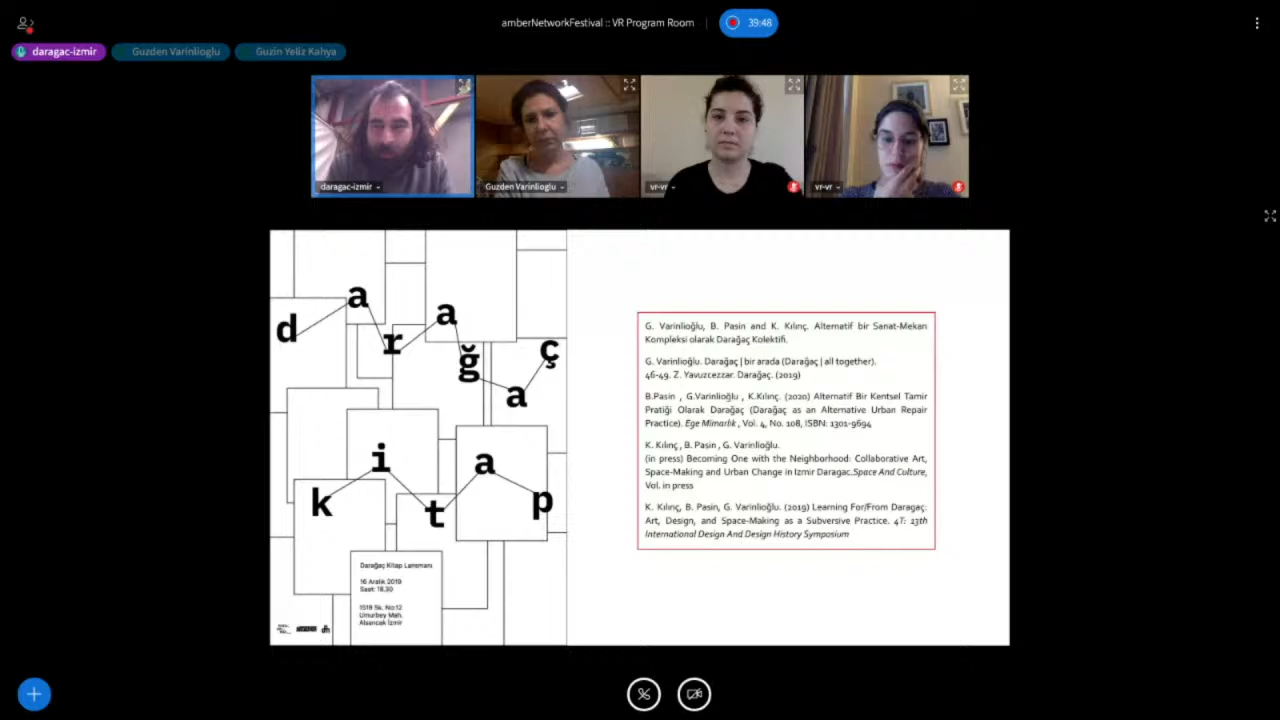 amberNetworkFestival :: VR Program Room
39:48
daragac-izmir
Guzden Varinlioglu
Guzin Yeliz Kahya
daragac-izmir
Guzden Varinlioglu
vr-vr
vr-vr
darağaç
kitap
Darağaç Kitap Lansmanı
16 Aralık 2019
Saat: 18.30
1519 Sk. No:12
Umurbey Mah.
Alsancak İzmir
G. Varinlioğlu, B. Pasin and K. Kılınç. Alternatif bir Sanat-Mekan
Kompleksi olarak Darağaç Kolektifi.
G. Varinlioğlu. Darağaç | bir arada (Darağaç | all together).
46-49. Z. Yavuzcezzar. Darağaç. (2019)
B.Pasin , G.Varinlioğlu , K.Kılınç. (2020) Alternatif Bir Kentsel Tamir
Pratiği Olarak Darağaç (Darağaç as an Alternative Urban Repair
Practice). Ege Mimarlık , Vol. 4, No. 108, ISBN: 1301-9694
K. Kılınç , B. Pasin , G. Varinlioğlu.
(in press) Becoming One with the Neighborhood: Collaborative Art,
Space-Making and Urban Change in Izmir Daragac.Space And Culture,
Vol. in press
K. Kılınç, B. Pasin, G. Varinlioğlu. (2019) Learning For/From Daragaç:
Art, Design, and Space-Making as a Subversive Practice. 4T: 13th
International Design And Design History Symposium